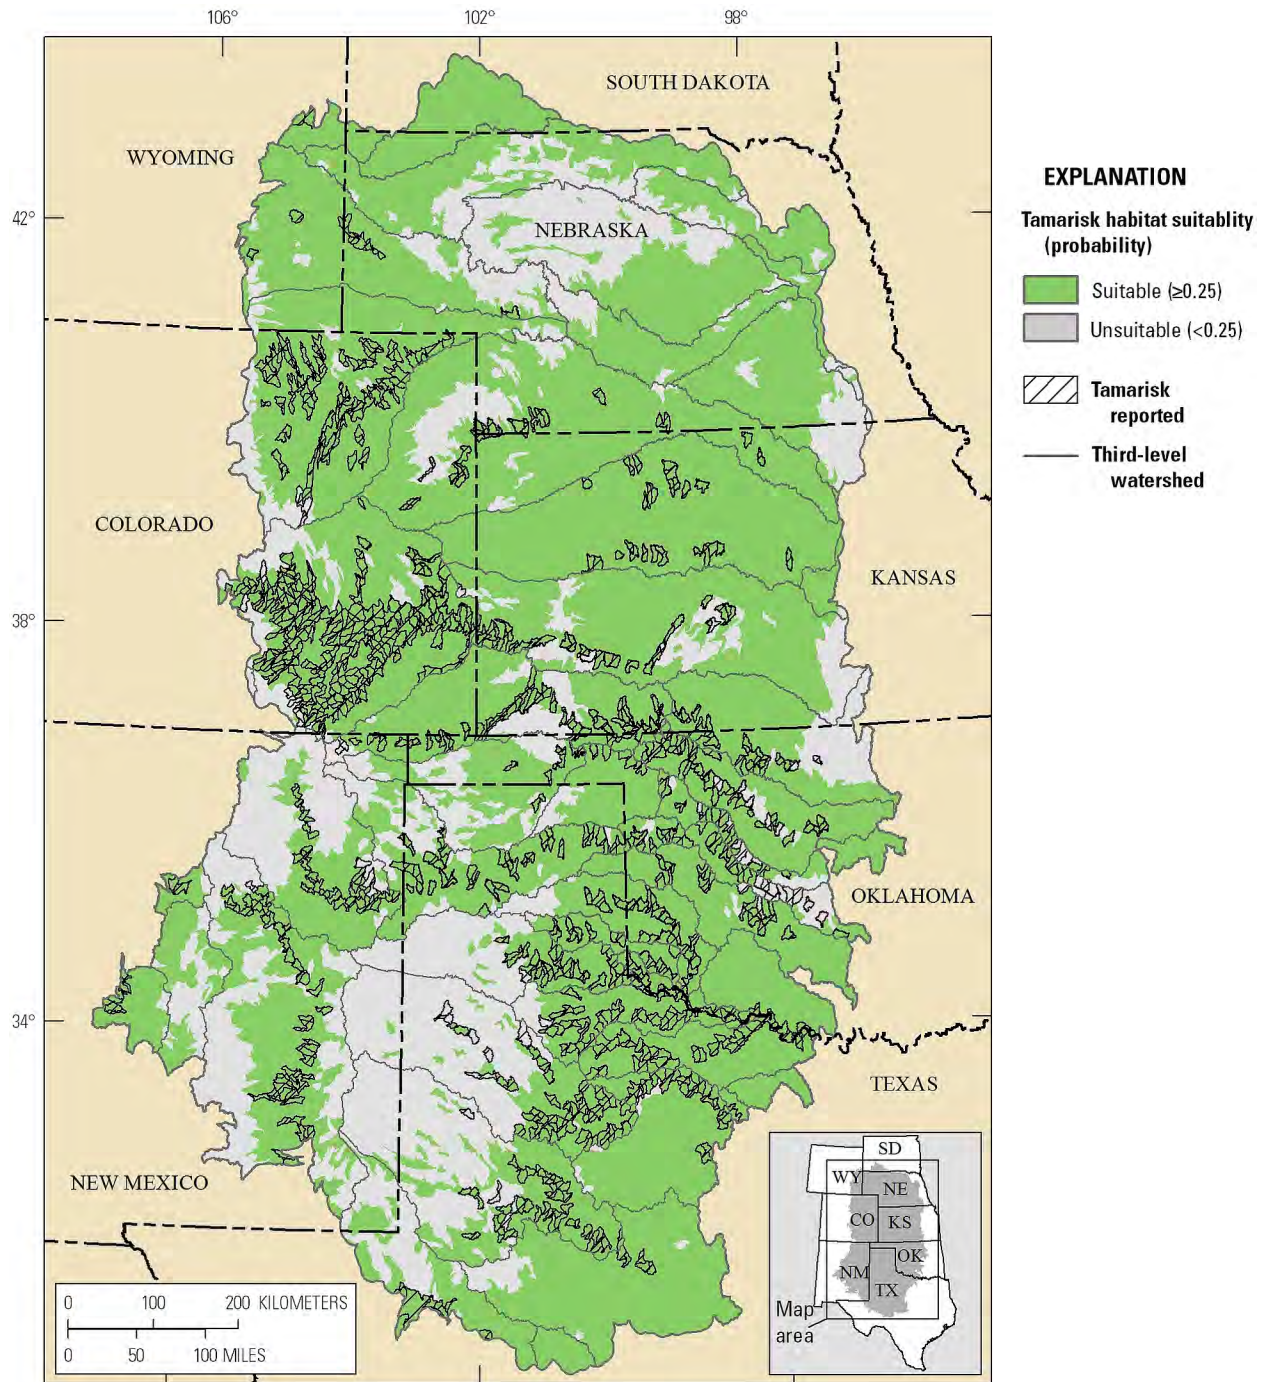 106°
102°
98°
SOUTH DAKOTA
WYOMING
42°
NEBRASKA
COLORADO
KANSAS
38°
OKLAHOMA
34°
TEXAS
NEW MEXICO
EXPLANATION
Tamarisk habitat suitablity
(probability)
Suitable (≥0.25)
Unsuitable (<0.25)
Tamarisk
reported
Third-level
watershed
0 100 200 KILOMETERS
0 50 100 MILES
SD
WY
NE
CO
KS
OK
NM
TX
Map
area